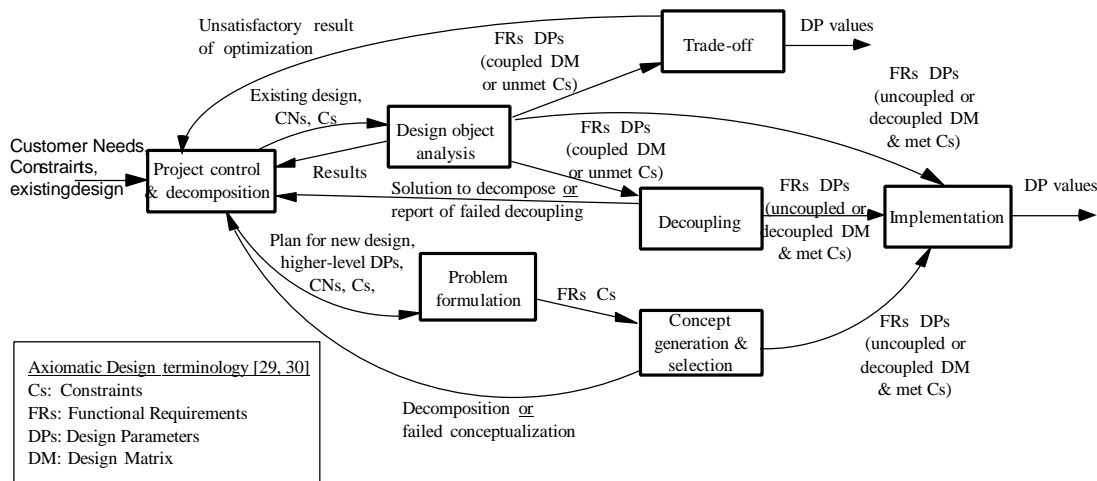 Unsatisfactory result
of optimization
FRs DPs
(coupled DM
or unmet Cs)
Trade-off
DP values
Existing design,
CNs, Cs
Design object
analysis
FRs DPs
(uncoupled or
decoupled DM
& met Cs)
Customer Needs,
Constraints,
existingdesign
Project control
& decomposition
Results
FRs DPs
(coupled DM
or unmet Cs)
Solution to decompose or
report of failed decoupling
Decoupling
FRs DPs
(uncoupled or
decoupled DM
& met Cs)
Implementation
DP values
Plan for new design,
higher-level DPs,
CNs, Cs,
Problem
formulation
FRs Cs
Concept
generation &
selection
FRs DPs
(uncoupled or
decoupled DM
& met Cs)
Decomposition or
failed conceptualization
Axiomatic Design terminology [29, 30]
Cs: Constraints
FRs: Functional Requirements
DPs: Design Parameters
DM: Design Matrix